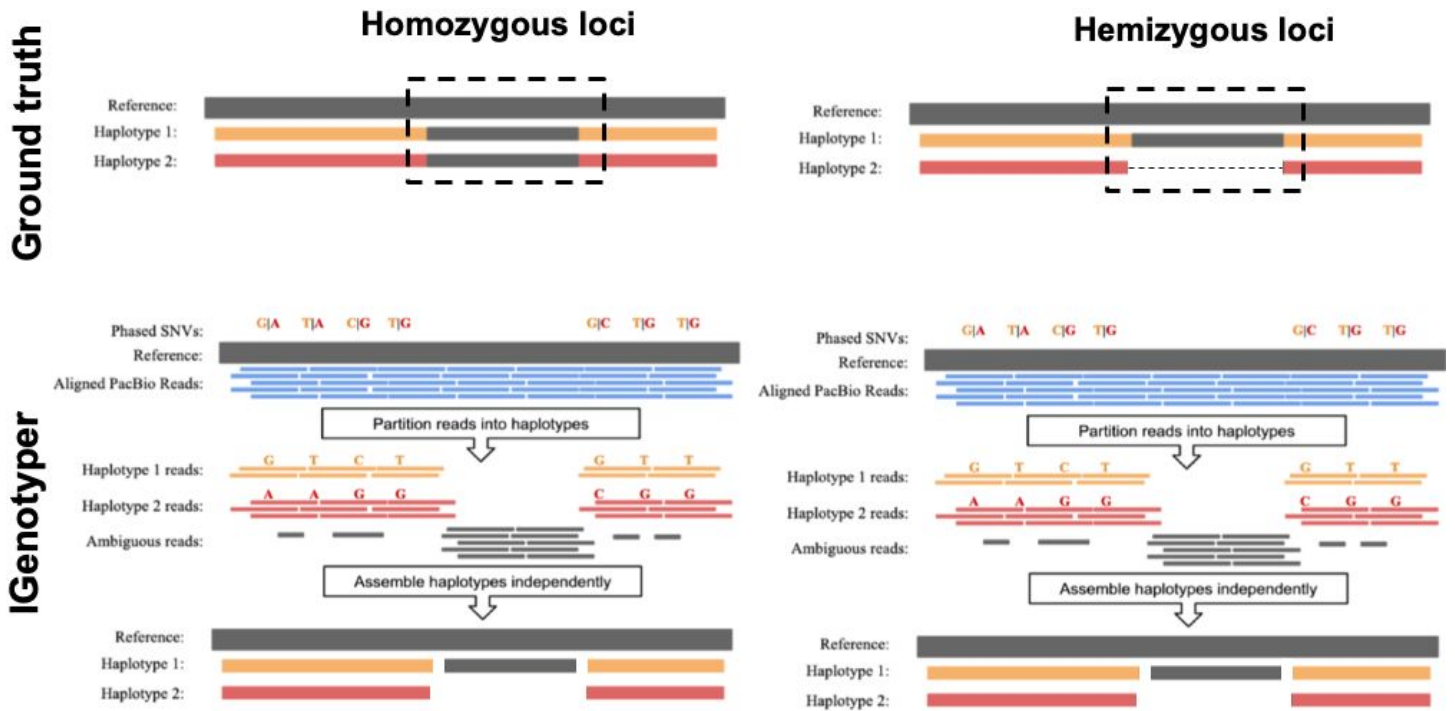 Homozygous loci
Hemizygous loci
Ground truth
Reference:
Haplotype 1:
Haplotype 2:
Reference:
Haplotype 1:
Haplotype 2:
IGenotyper
Phased SNVs:
G|A T|A C|G T|G G|C T|G T|G
Reference:
Aligned PacBio Reads:
Partition reads into haplotypes
Haplotype 1 reads:
G T C T G T T
Haplotype 2 reads:
A A G G C G G
Ambiguous reads:
Assemble haplotypes independently
Reference:
Haplotype 1:
Haplotype 2:
Phased SNVs:
G|A T|A C|G T|G G|C T|G T|G
Reference:
Aligned PacBio Reads:
Partition reads into haplotypes
Haplotype 1 reads:
G T C T G T T
Haplotype 2 reads:
A A G G C G G
Ambiguous reads:
Assemble haplotypes independently
Reference:
Haplotype 1:
Haplotype 2: